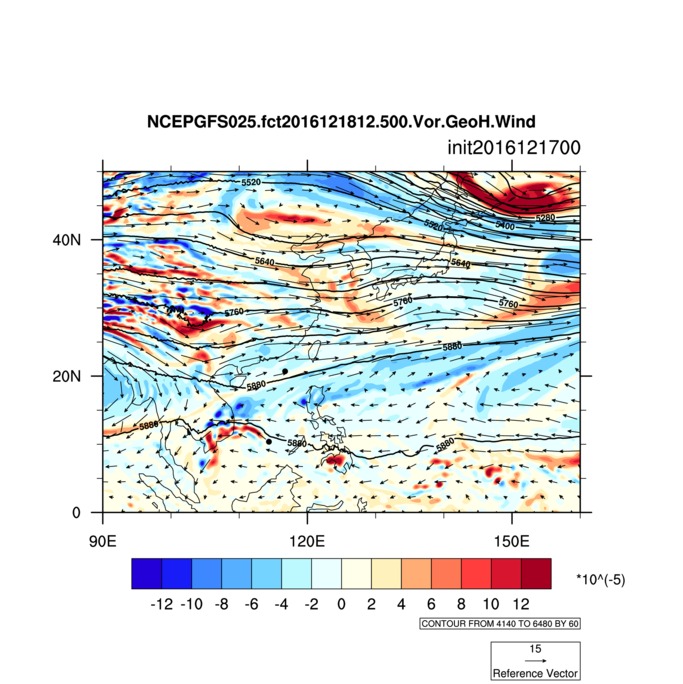 NCEPGFS025.fct2016121812.500.Vor.GeoH.Wind
init2016121700
5520
5280
5520
5400
40N
5640
5640
5760
5760
5760
5880
20N
5880
5880
5880
5880
0
90E 120E 150E
-12 -10 -8 -6 -4 -2 0 2 4 6 8 10 12
*10^(-5)
CONTOUR FROM 4140 TO 6480 BY 60
15
Reference Vector